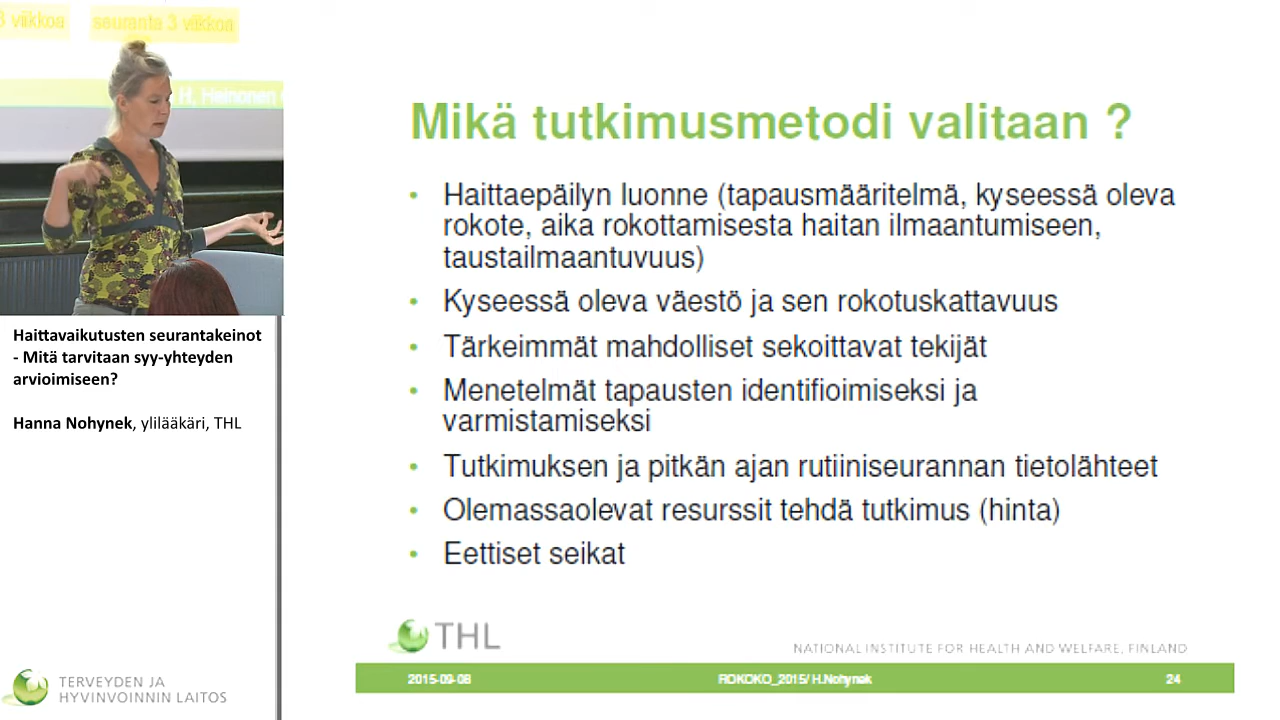 3 viikkoa
seuranta 3 viikkoa
H, Heinonen
Haittavaikutusten seurantakeinot
- Mitä tarvitaan syy-yhteyden
arvioimiseen?
Hanna Nohynek, ylilääkäri, THL
TERVEYDEN JA
HYVINVOINNIN LAITOS
Mikä tutkimusmetodi valitaan ?
• Haittaepäilyn luonne (tapausmääritelmä, kyseessä oleva
rokote, aika rokottamisesta haitan ilmaantumiseen,
taustailmaantuvuus)
• Kyseessä oleva väestö ja sen rokotuskattavuus
• Tärkeimmät mahdolliset sekoittavat tekijät
• Menetelmät tapausten identifioimiseksi ja
varmistamiseksi
• Tutkimuksen ja pitkän ajan rutiiniseurannan tietolähteet
• Olemassaolevat resurssit tehdä tutkimus (hinta)
• Eettiset seikat
THL
NATIONAL INSTITUTE FOR HEALTH AND WELFARE, FINLAND
2015-09-08 ROKOKO_2015/ H.Nohynek 24